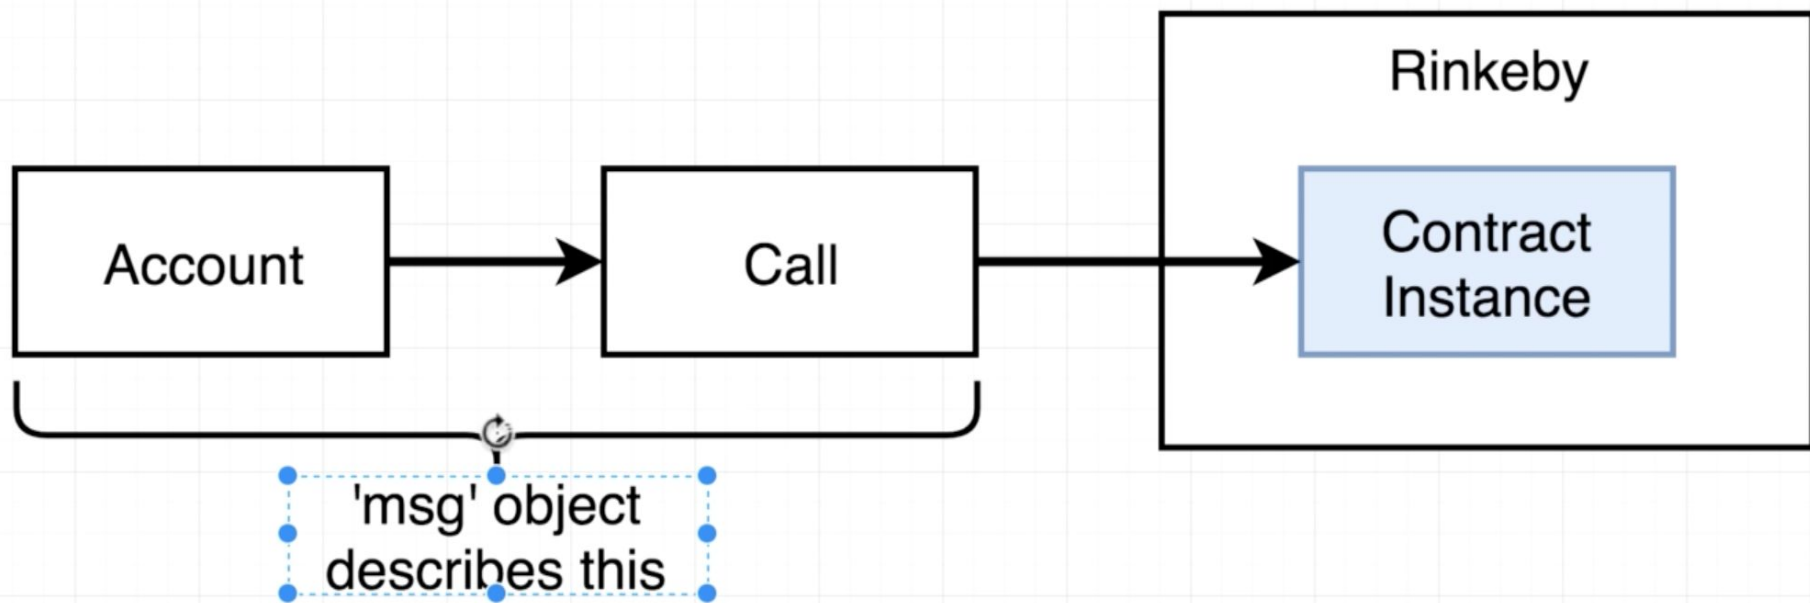 Rinkeby
Account
Call
Contract
Instance
'msg' object
describes this